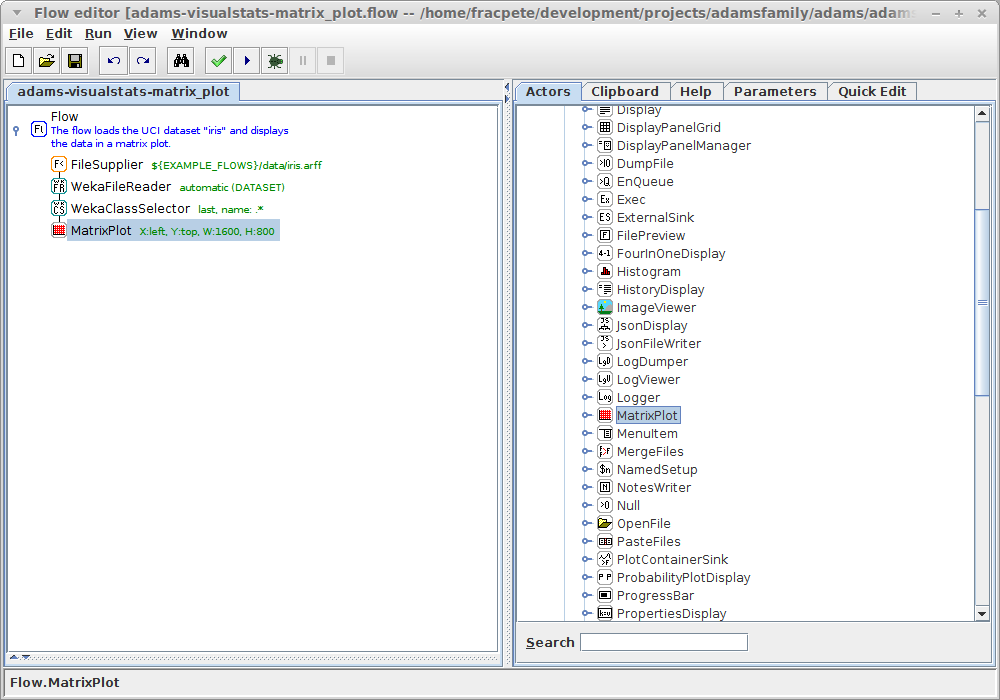 Flow editor [adams-visualstats-matrix_plot.flow -- /home/fracpete/development/projects/adamsfamily/adams/adams
File Edit Run View Window
adams-visualstats-matrix_plot
Flow
The flow loads the UCI dataset "iris" and displays
the data in a matrix plot.
FileSupplier ${EXAMPLE_FLOWS}/data/iris.arff
WekaFileReader automatic (DATASET)
WekaClassSelector last, name: .*
MatrixPlot X:left, Y:top, W:1600, H:800
Actors Clipboard Help Parameters Quick Edit
Display
DisplayPanelGrid
DisplayPanelManager
DumpFile
EnQueue
Exec
ExternalSink
FilePreview
FourInOneDisplay
Histogram
HistoryDisplay
ImageViewer
JsonDisplay
JsonFileWriter
LogDumper
LogViewer
Logger
MatrixPlot
MenuItem
MergeFiles
NamedSetup
NotesWriter
Null
OpenFile
PasteFiles
PlotContainerSink
ProbabilityPlotDisplay
ProgressBar
PropertiesDisplay
Search
Flow.MatrixPlot